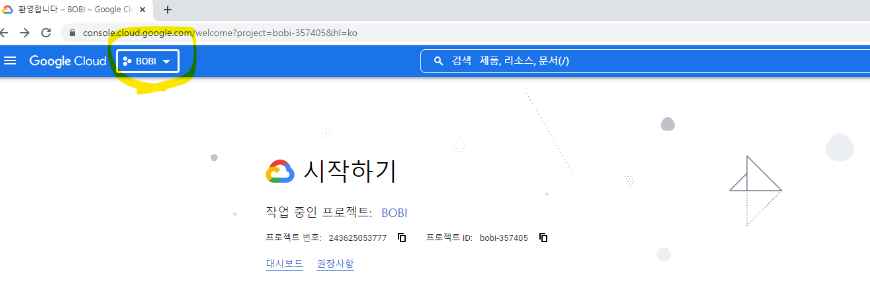 환영합니다 – BOBI – Google Clou
console.cloud.google.com/welcome?project=bobi-357405&hl=ko
Google Cloud BOBI 검색 제품, 리소스, 문서(/)
시작하기
작업 중인 프로젝트: BOBI
프로젝트 번호: 243625053777 프로젝트 ID: bobi-357405
대시보드 권장사항